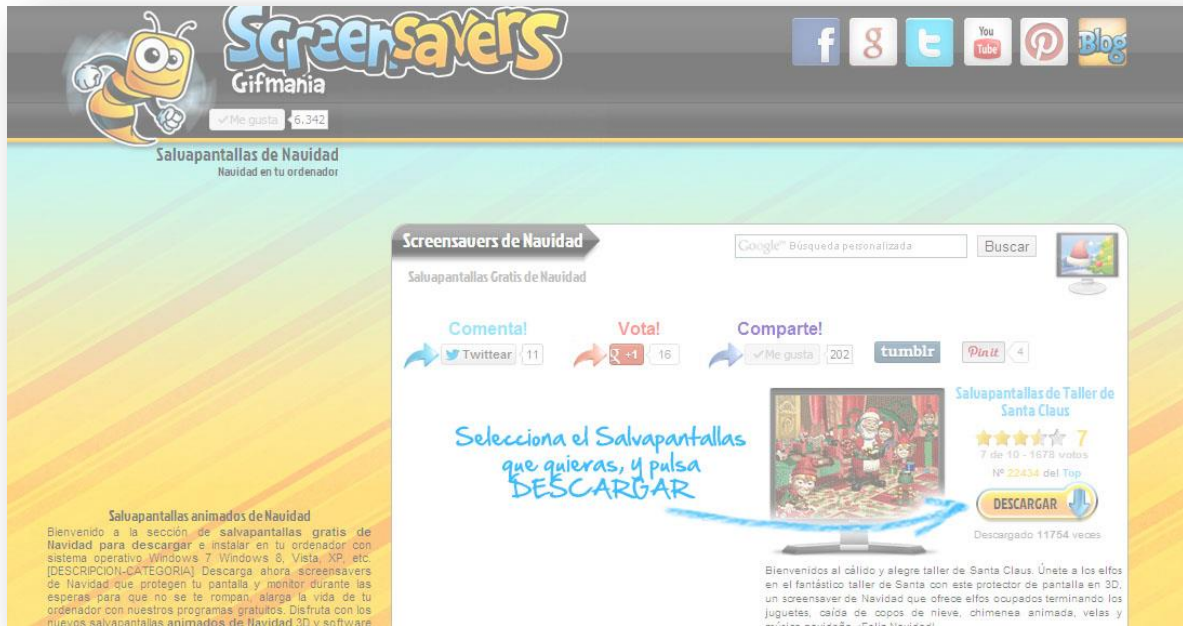 Screensavers
Gifmania
Me gusta 6,342
f g t You Tube P Blog
Salvapantallas de Navidad
Navidad en tu ordenador
Screensavers de Navidad
Google™ Búsqueda personalizada Buscar
Salvapantallas Gratis de Navidad
Comenta! Vota! Comparte!
Twittear 11 g +1 16 Me gusta 202 tumblr Pin it 4
Salvapantallas de Taller de
Santa Claus
7
7 de 10 - 1678 votos
Nº 22434 del Top
DESCARGAR
Descargado 11754 veces
Selecciona el Salvapantallas
que quieras, y pulsa
DESCARGAR
Salvapantallas animados de Navidad
Bienvenido a la sección de salvapantallas gratis de
Navidad para descargar e instalar en tu ordenador con
sistema operativo Windows 7 Windows 8, Vista, XP, etc.
[DESCRIPCION-CATEGORIA] Descarga ahora screensavers
de Navidad que protegen tu pantalla y monitor durante las
esperas para que no se te rompan, alarga la vida de tu
ordenador con nuestros programas gratuitos. Disfruta con los
nuevos salvapantallas animados de Navidad 3D y software
Bienvenidos al cálido y alegre taller de Santa Claus. Únete a los elfos
en el fantástico taller de Santa con este protector de pantalla en 3D,
un screensaver de Navidad que ofrece elfos ocupados terminando los
juguetes, caída de copos de nieve, chimenea animada, velas y
música navideña. ¡Feliz Navidad!